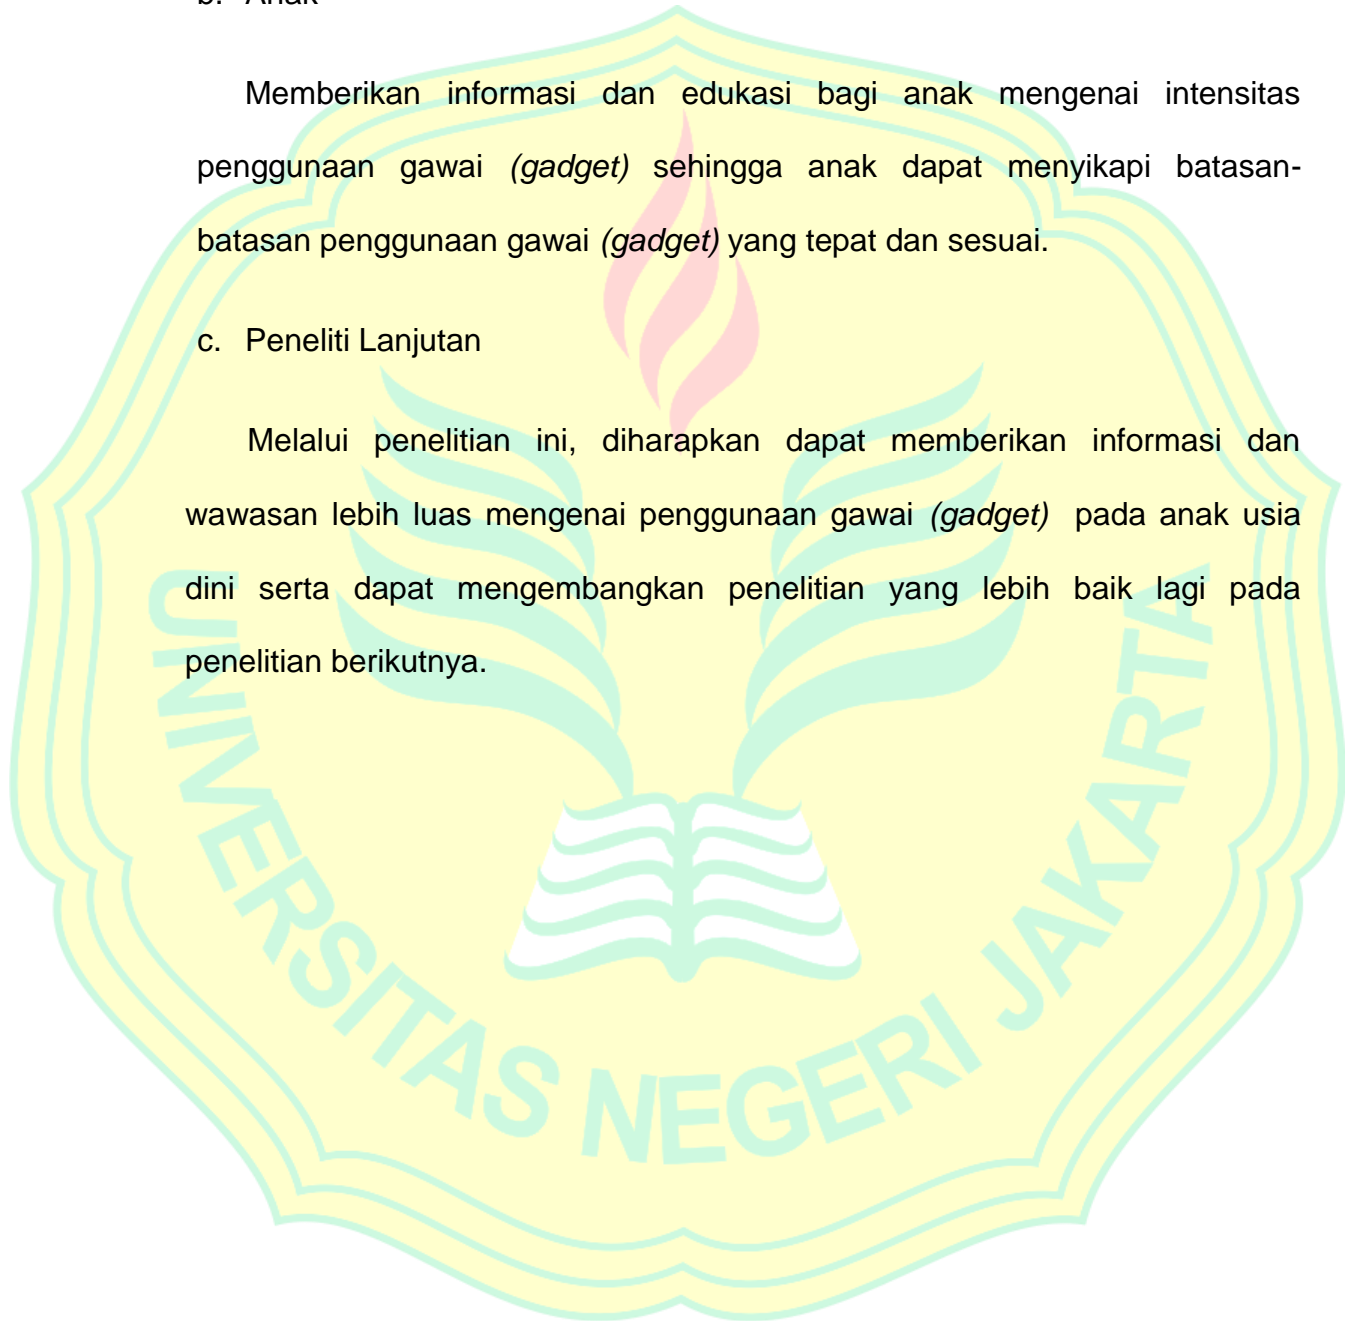 b. Anak
Memberikan informasi dan edukasi bagi anak mengenai intensitas
penggunaan gawai (gadget) sehingga anak dapat menyikapi batasan-
batasan penggunaan gawai (gadget) yang tepat dan sesuai.
c. Peneliti Lanjutan
Melalui penelitian ini, diharapkan dapat memberikan informasi dan
wawasan lebih luas mengenai penggunaan gawai (gadget) pada anak usia
dini serta dapat mengembangkan penelitian yang lebih baik lagi pada
penelitian berikutnya.
UNIVERSITAS NEGERI JAKARTA